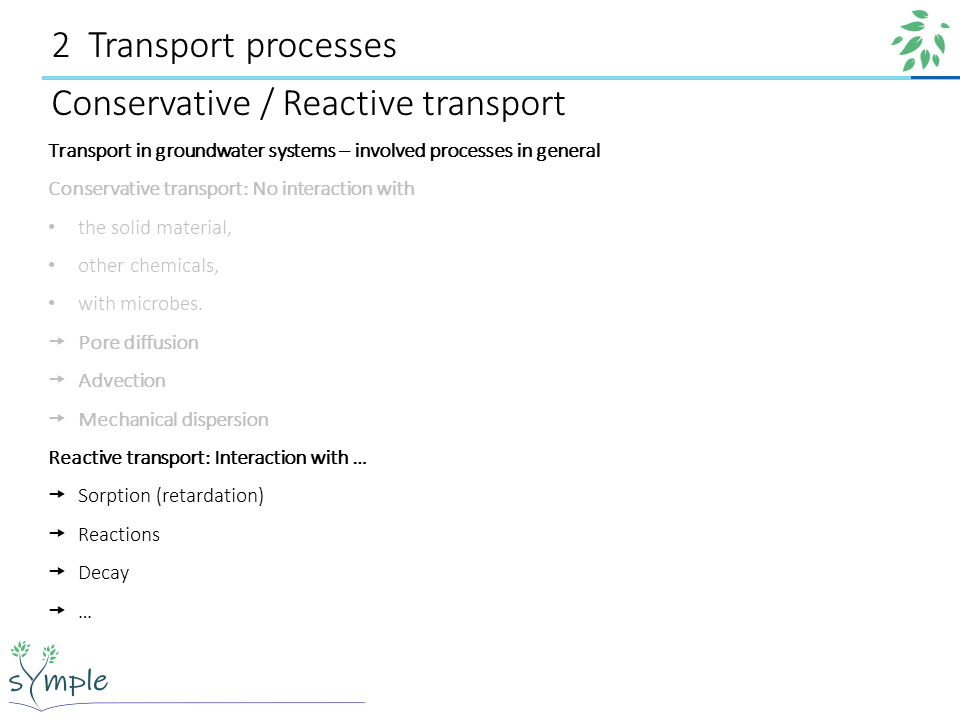 2 Transport processes
Conservative / Reactive transport
Transport in groundwater systems – involved processes in general
Conservative transport: No interaction with
• the solid material,
• other chemicals,
• with microbes.
➞ Pore diffusion
➞ Advection
➞ Mechanical dispersion
Reactive transport: Interaction with …
➞ Sorption (retardation)
➞ Reactions
➞ Decay
➞ …
sYmple